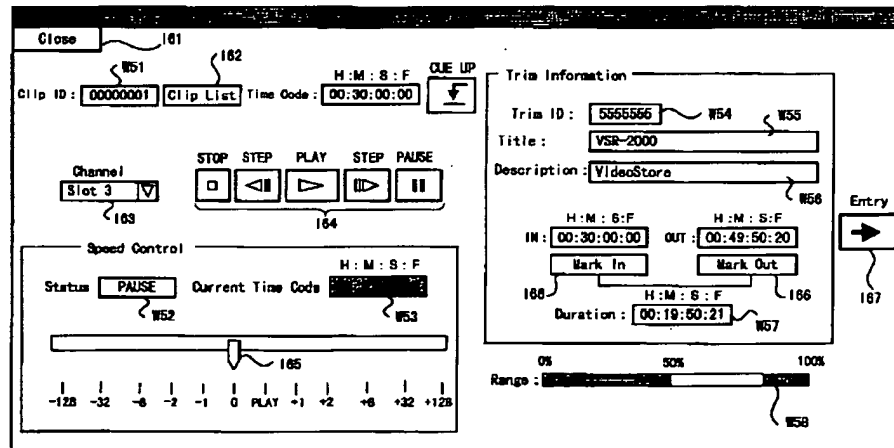 Close 161
W51 162
H : M : S : F CUE UP
Clip ID : 00000001 Clip List Time Code : 00:30:00:00
Channel
Slot 3
163
STOP STEP PLAY STEP PAUSE
164
Speed Control
H : M : S : F
Status PAUSE Current Time Code
W52 W53
165
-128 -32 -6 -2 -1 0 PLAY +1 +2 +6 +32 +128
Trim Information
Trim ID : 5555555 W54 W55
Title : VSR-2000
Description : VideoStore
W56
H:M:S:F H:M:S:F
IN : 00:30:00:00 OUT : 00:49:50:20
Mark In Mark Out
166 166
H:M:S:F
Duration : 00:19:50:21
W57
Entry
167
0% 50% 100%
Range :
W58